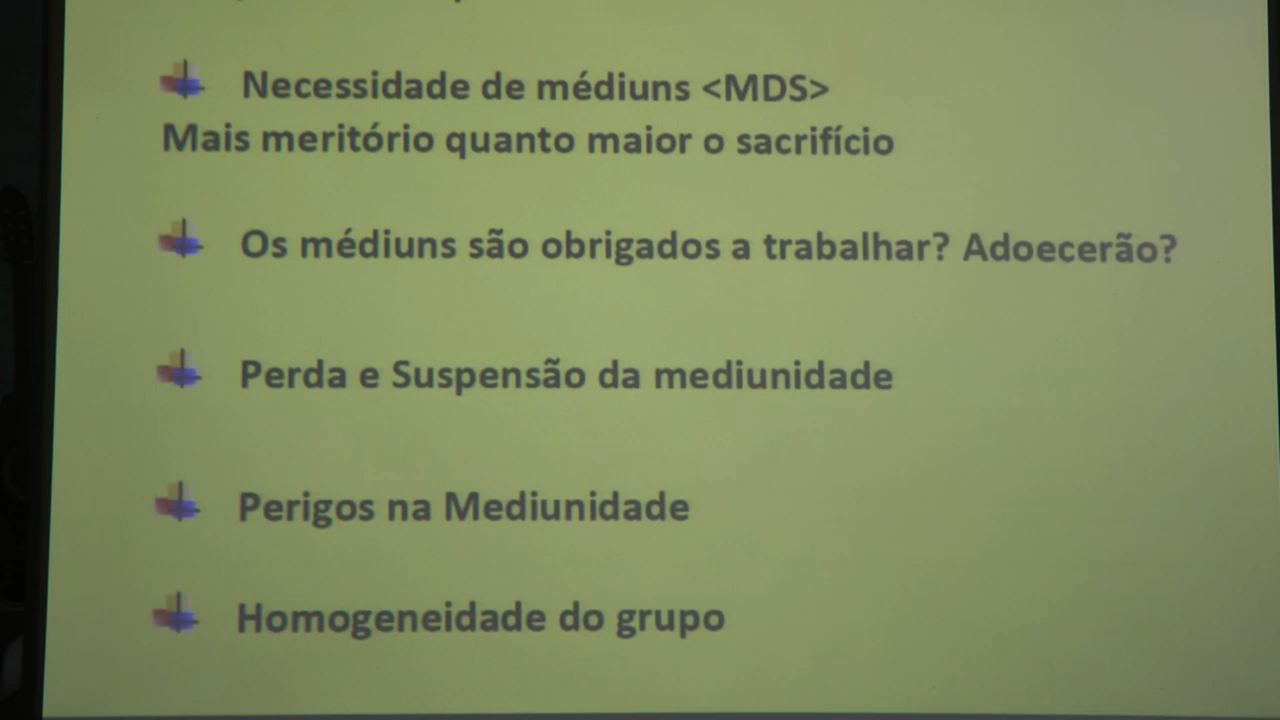 Necessidade de médiuns <MDS>
Mais meritório quanto maior o sacrifício
Os médiuns são obrigados a trabalhar? Adoecerão?
Perda e Suspensão da mediunidade
Perigos na Mediunidade
Homogeneidade do grupo